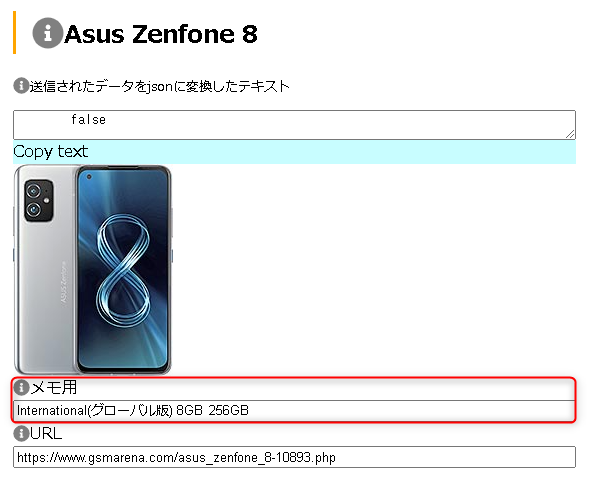 Asus Zenfone 8
送信されたデータをjsonに変換したテキスト
false
Copy text
ASUS Zenfone
メモ用
International(グローバル版) 8GB 256GB
URL
https://www.gsmarena.com/asus_zenfone_8-10893.php